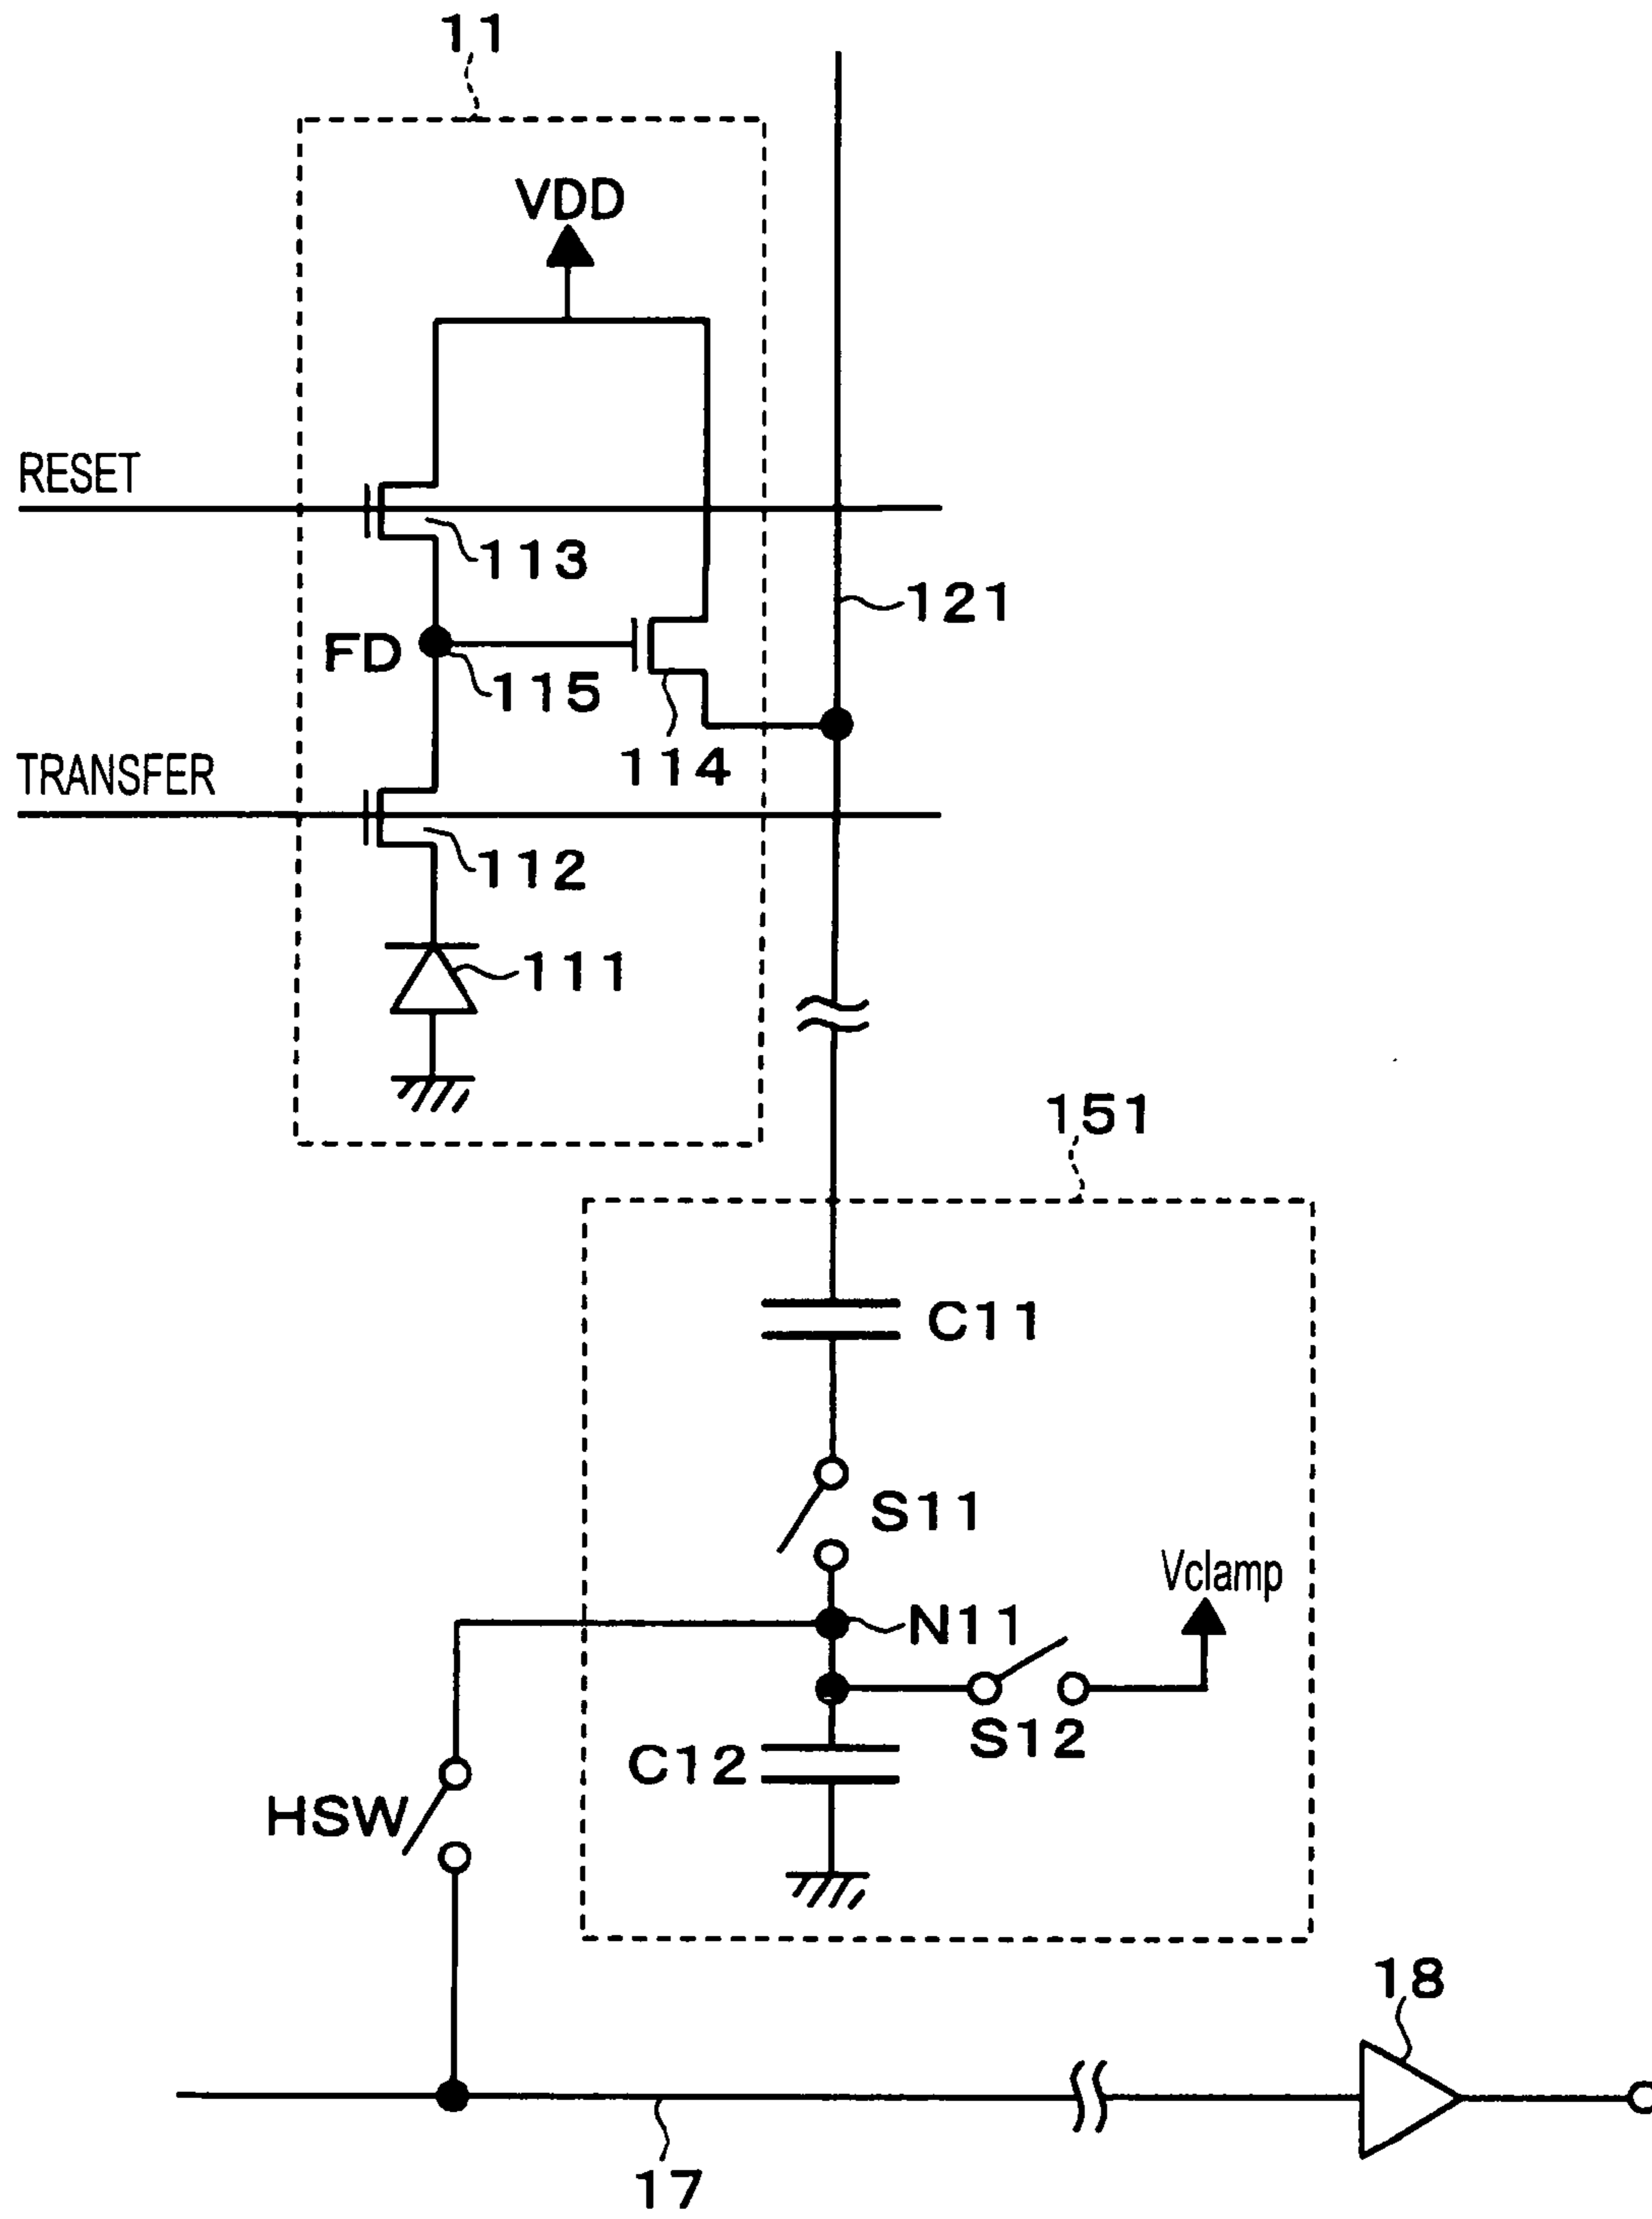 11
VDD
RESET
113
121
FD
115
114
TRANSFER
112
111
151
C11
S11
Vclamp
N11
S12
C12
HSW
18
17